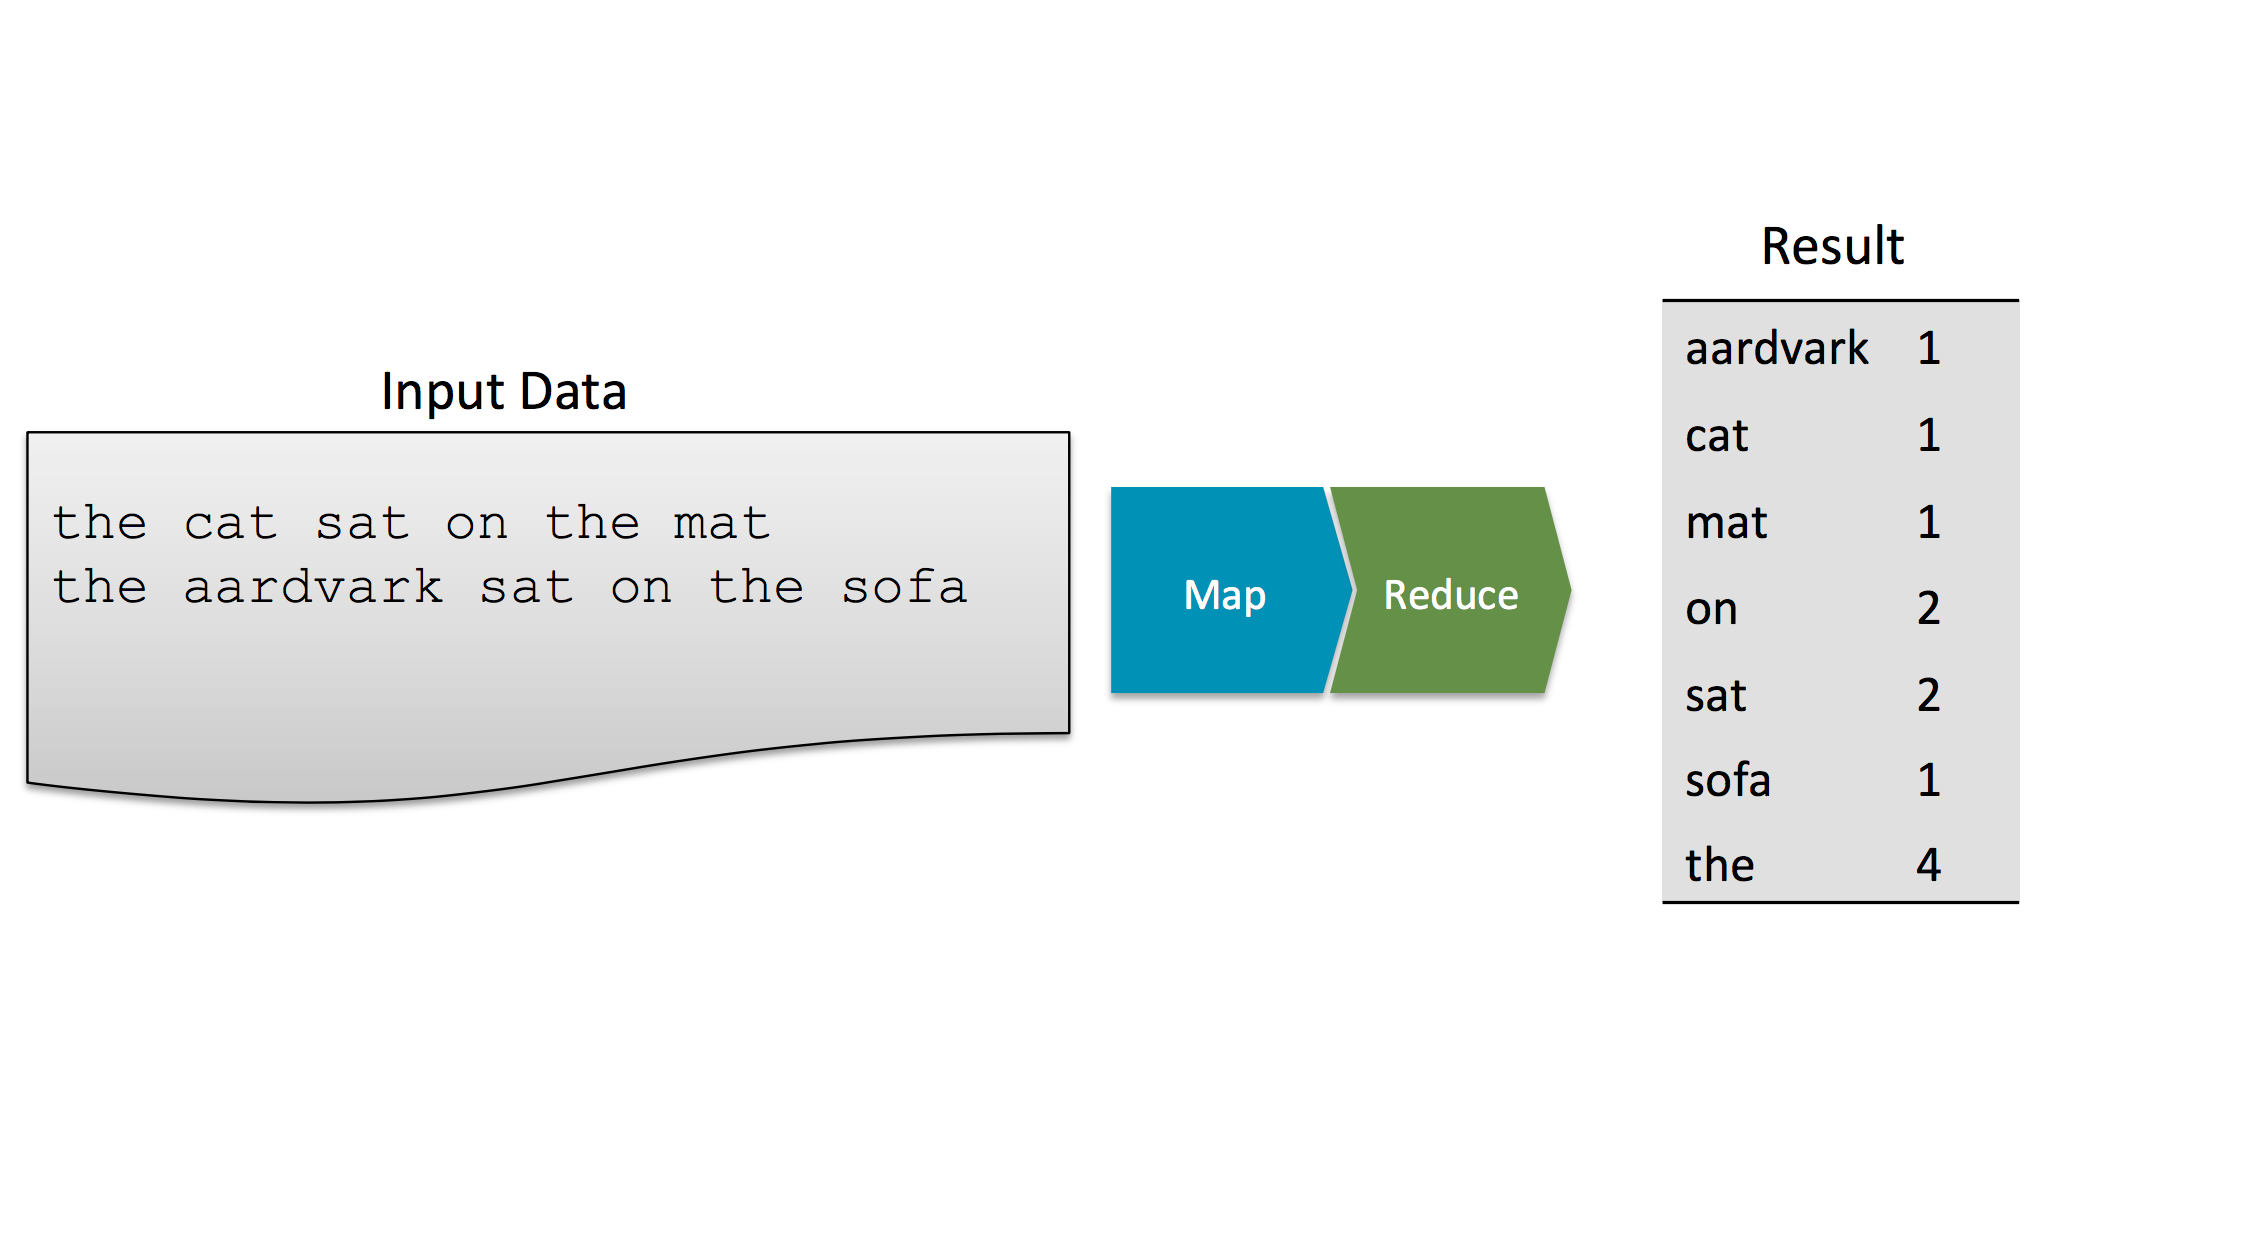 Input Data
the cat sat on the mat
the aardvark sat on the sofa
Map
Reduce
Result
aardvark 1
cat 1
mat 1
on 2
sat 2
sofa 1
the 4